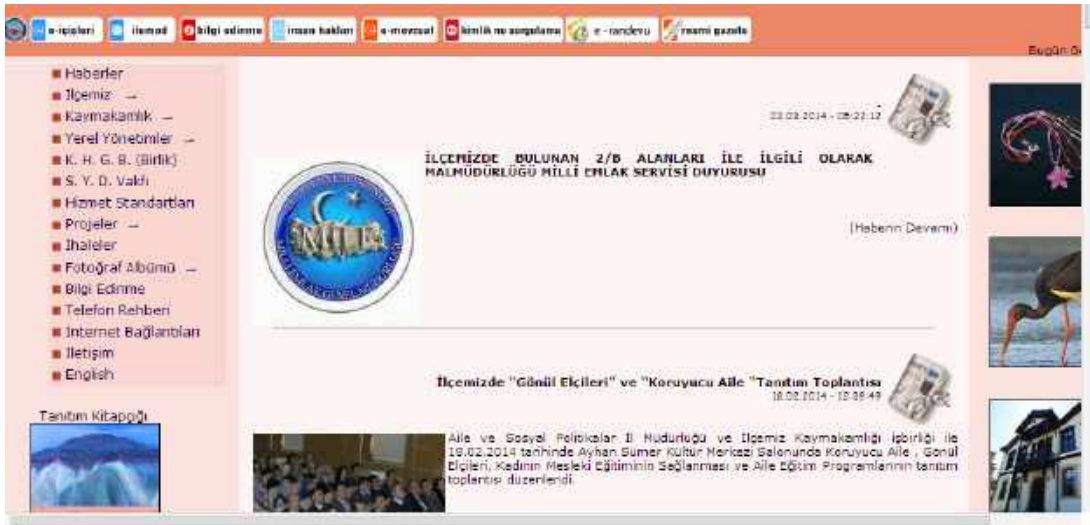 e-içişleri ilemod bilgi edinme insan hakları e-mevzuat kimlik no sorgulama e-randevu resmi gazete
Bugün
Haberler
İlçemiz →
Kaymakamlık →
Yerel Yönetimler →
K. H. G. B. (Birlik)
S. Y. D. Vakfı
Hizmet Standartları
Projeler →
İhaleler
Fotoğraf Albümü →
Bilgi Edinme
Telefon Rehberi
İnternet Bağlantıları
İletişim
English
Tanıtım Kitapçığı
İLÇEMİZDE BULUNAN 2/B ALANLARI İLE İLGİLİ OLARAK
MALMÜDÜRLÜĞÜ MİLLİ EMLAK SERVİSİ DUYURUSU
(Haberin Devamı)
İlçemizde "Gönül Elçileri" ve "Koruyucu Aile "Tanıtım Toplantısı
Aile ve Sosyal Politikalar İl Müdürlüğü ve İlçemiz Kaymakamlığı işbirliği ile
18.02.2014 tarihinde Ayhan Sümer Kültür Merkezi Salonunda Koruyucu Aile , Gönül
Elçileri, Kadının Mesleki Eğitiminin Sağlanması ve Aile Eğitim Programlarının tanıtım
toplantısı düzenlendi.